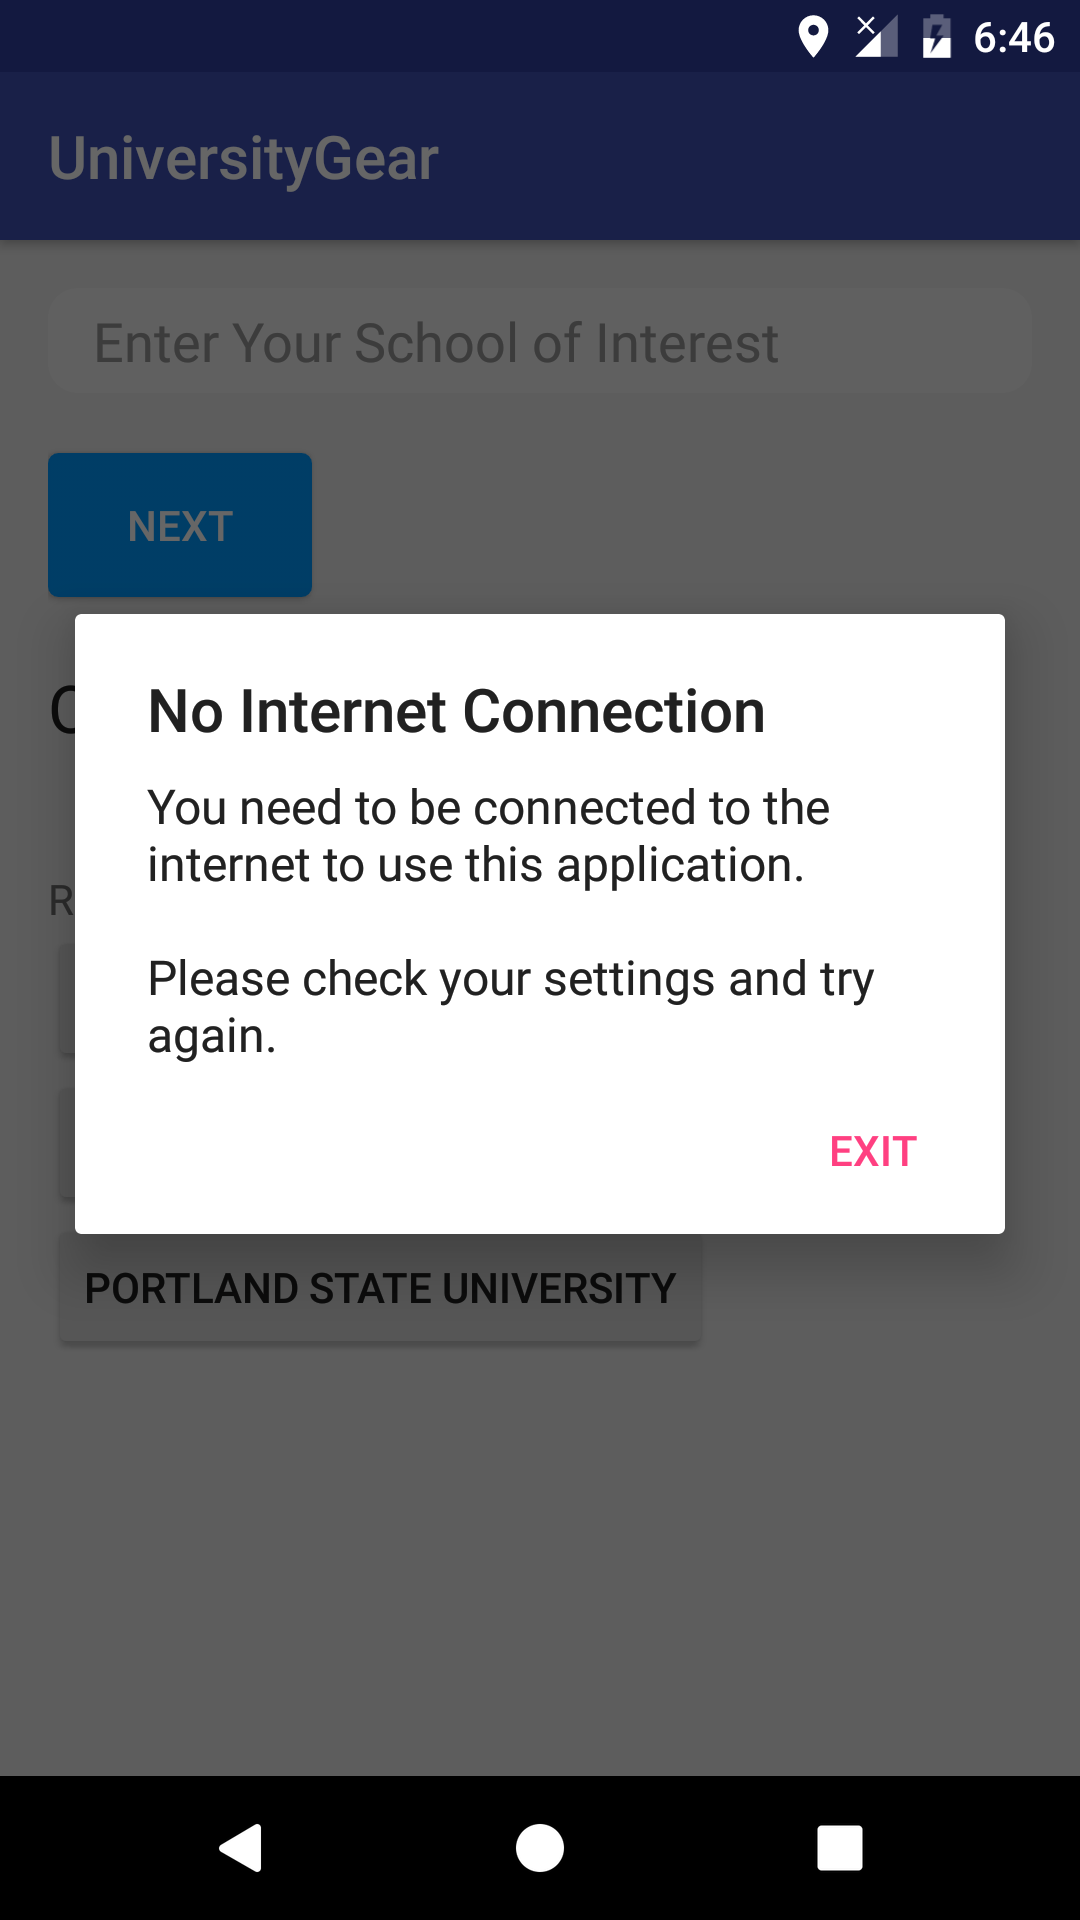 6:46
UniversityGear
Enter Your School of Interest
NEXT
No Internet Connection
You need to be connected to the
internet to use this application.
Please check your settings and try
again.
EXIT
PORTLAND STATE UNIVERSITY